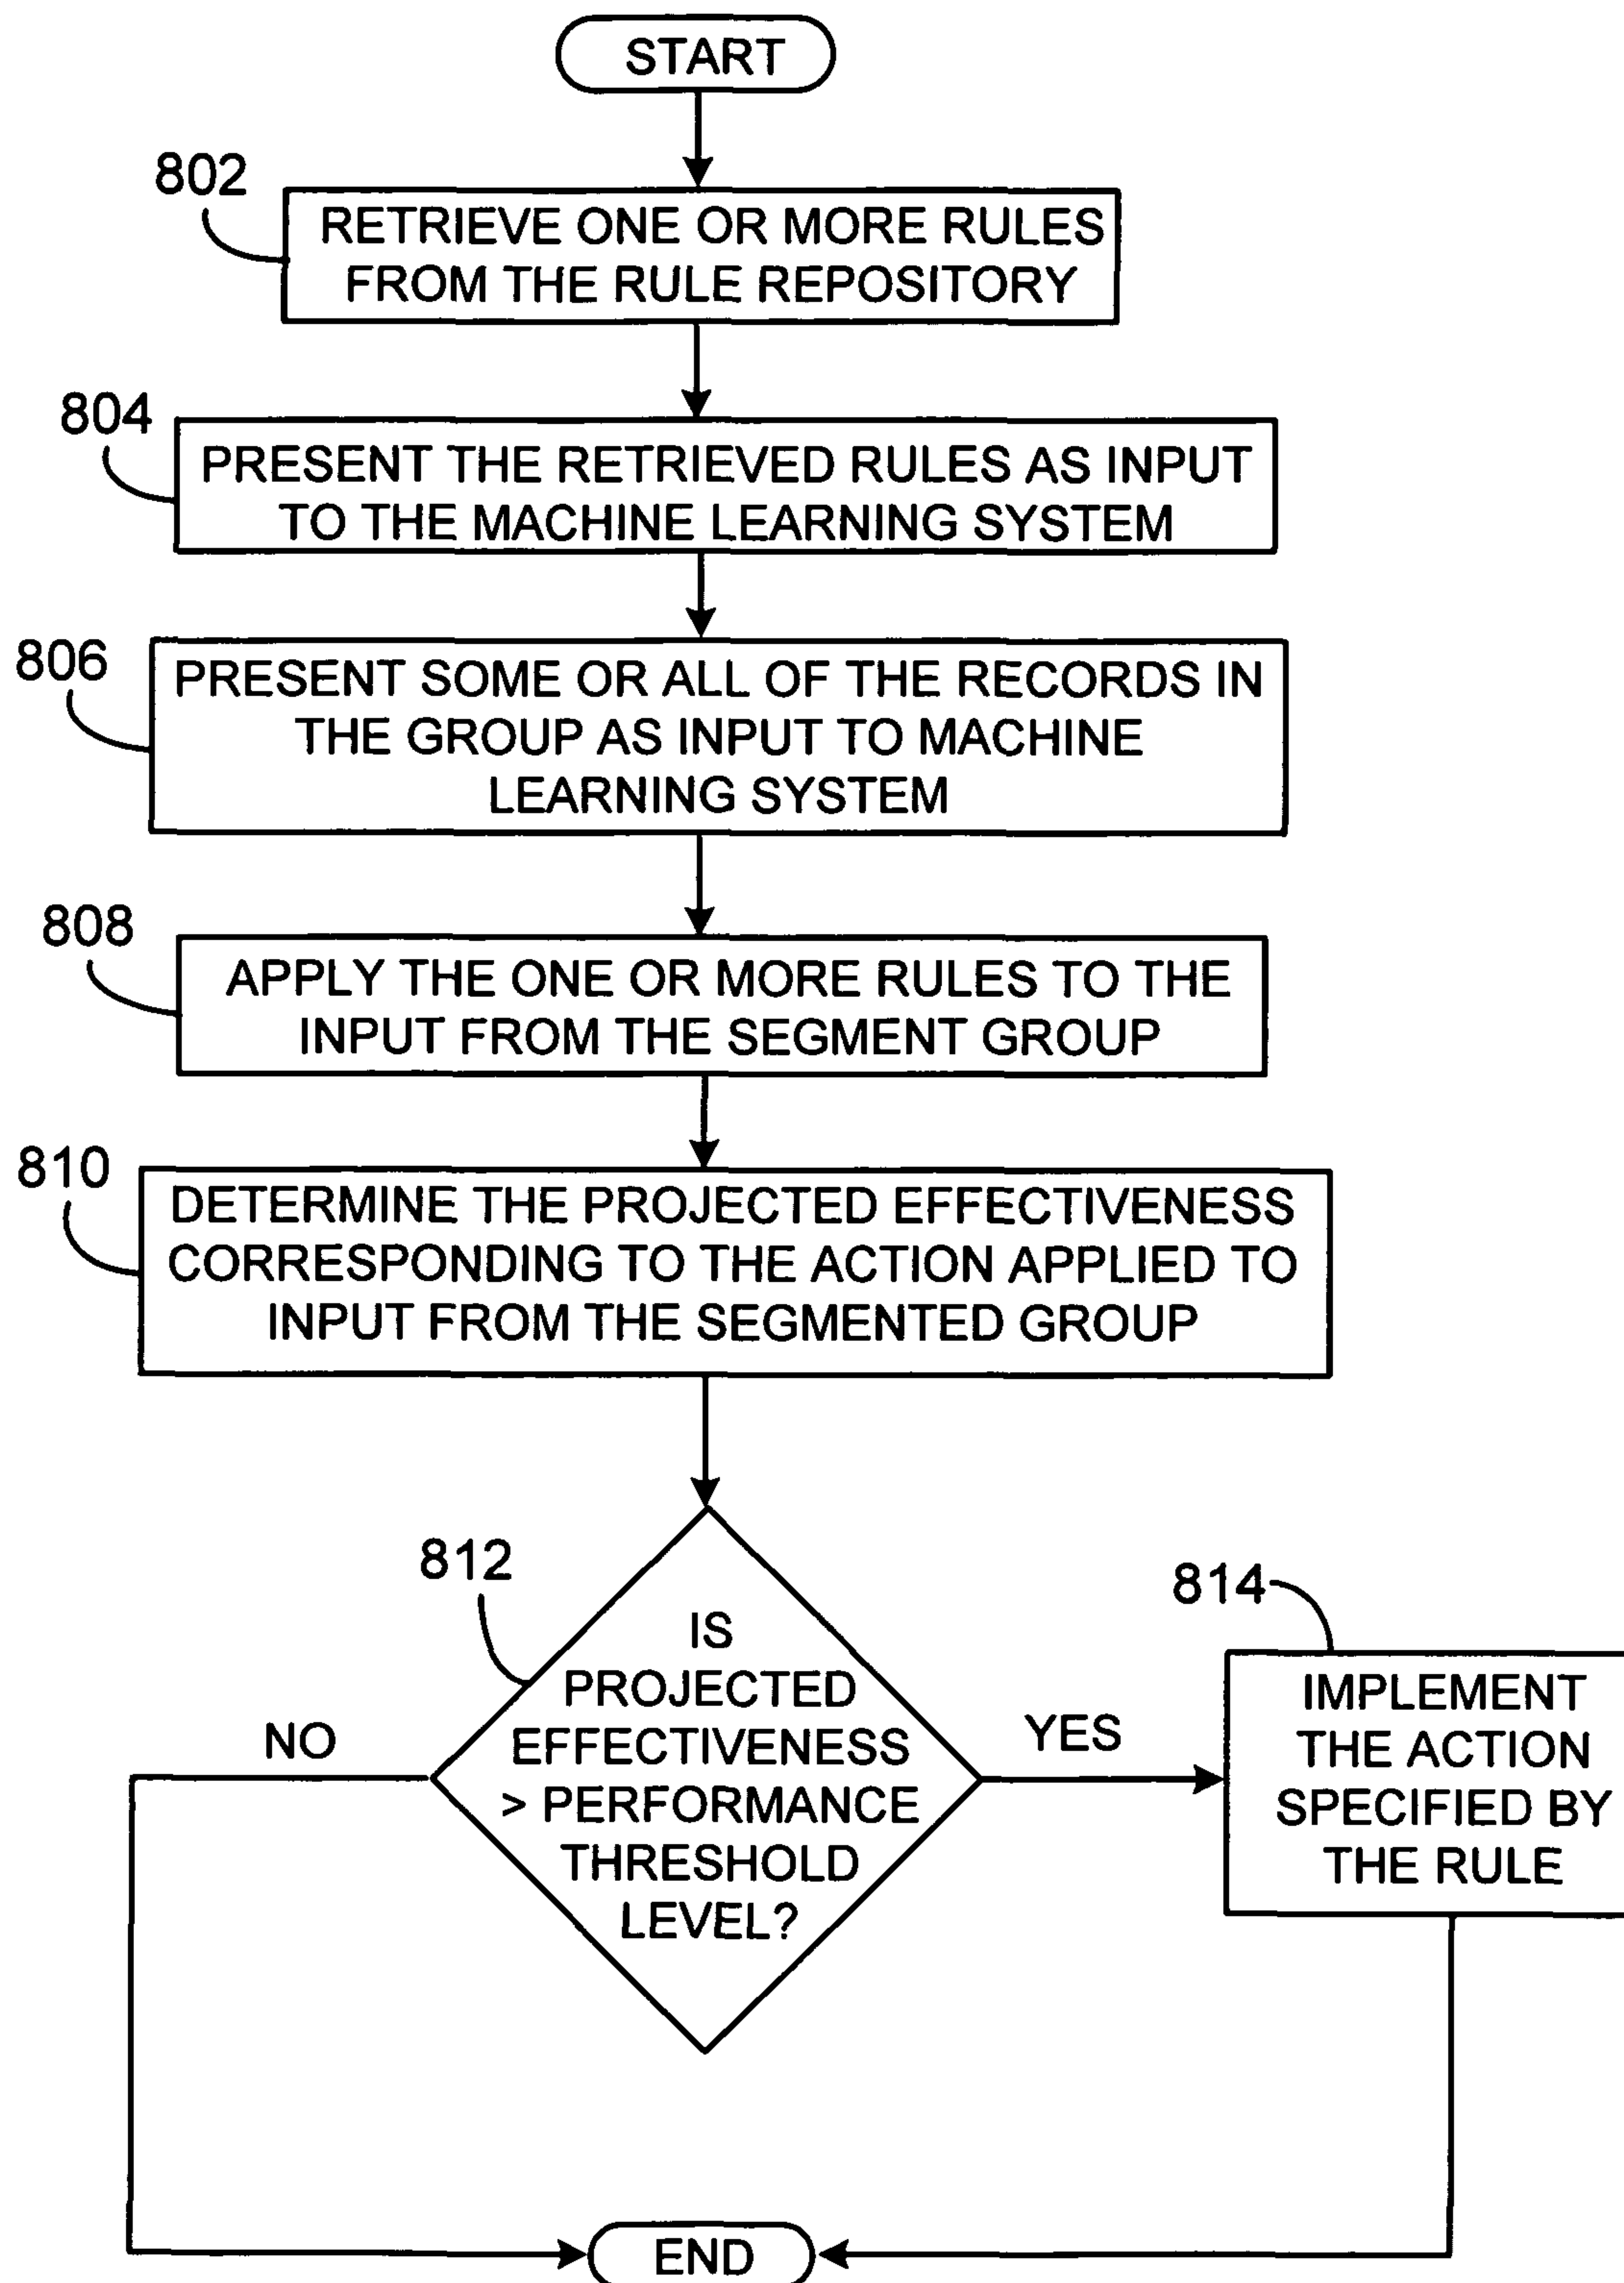 START
802
RETRIEVE ONE OR MORE RULES
FROM THE RULE REPOSITORY
804
PRESENT THE RETRIEVED RULES AS INPUT
TO THE MACHINE LEARNING SYSTEM
806
PRESENT SOME OR ALL OF THE RECORDS IN
THE GROUP AS INPUT TO MACHINE
LEARNING SYSTEM
808
APPLY THE ONE OR MORE RULES TO THE
INPUT FROM THE SEGMENT GROUP
810
DETERMINE THE PROJECTED EFFECTIVENESS
CORRESPONDING TO THE ACTION APPLIED TO
INPUT FROM THE SEGMENTED GROUP
812
IS
PROJECTED
EFFECTIVENESS
> PERFORMANCE
THRESHOLD
LEVEL?
NO
YES
814
IMPLEMENT
THE ACTION
SPECIFIED BY
THE RULE
END